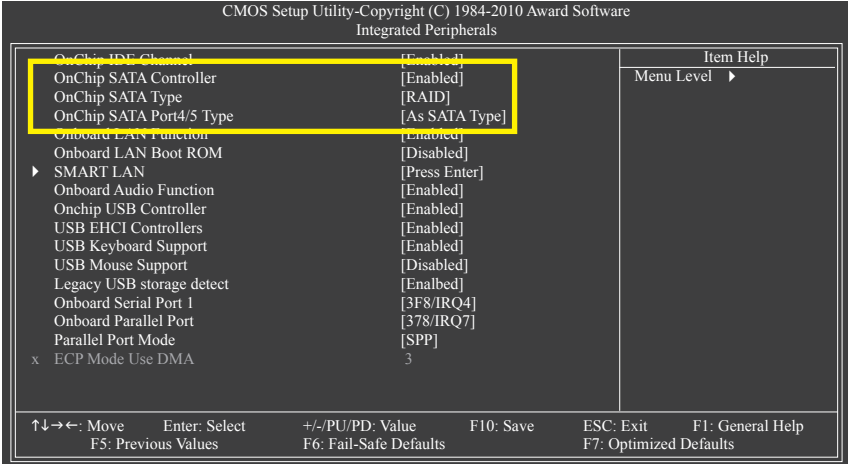 CMOS Setup Utility-Copyright (C) 1984-2010 Award Software
Integrated Peripherals
OnChip IDE Channel [Enabled]
OnChip SATA Controller [Enabled]
OnChip SATA Type [RAID]
OnChip SATA Port4/5 Type [As SATA Type]
Onboard LAN Function [Enabled]
Onboard LAN Boot ROM [Disabled]
SMART LAN [Press Enter]
Onboard Audio Function [Enabled]
Onchip USB Controller [Enabled]
USB EHCI Controllers [Enabled]
USB Keyboard Support [Enabled]
USB Mouse Support [Disabled]
Legacy USB storage detect [Enalbed]
Onboard Serial Port 1 [3F8/IRQ4]
Onboard Parallel Port [378/IRQ7]
Parallel Port Mode [SPP]
x ECP Mode Use DMA 3
Item Help
Menu Level
↑↓→←: Move Enter: Select +/-/PU/PD: Value F10: Save ESC: Exit F1: General Help
F5: Previous Values F6: Fail-Safe Defaults F7: Optimized Defaults